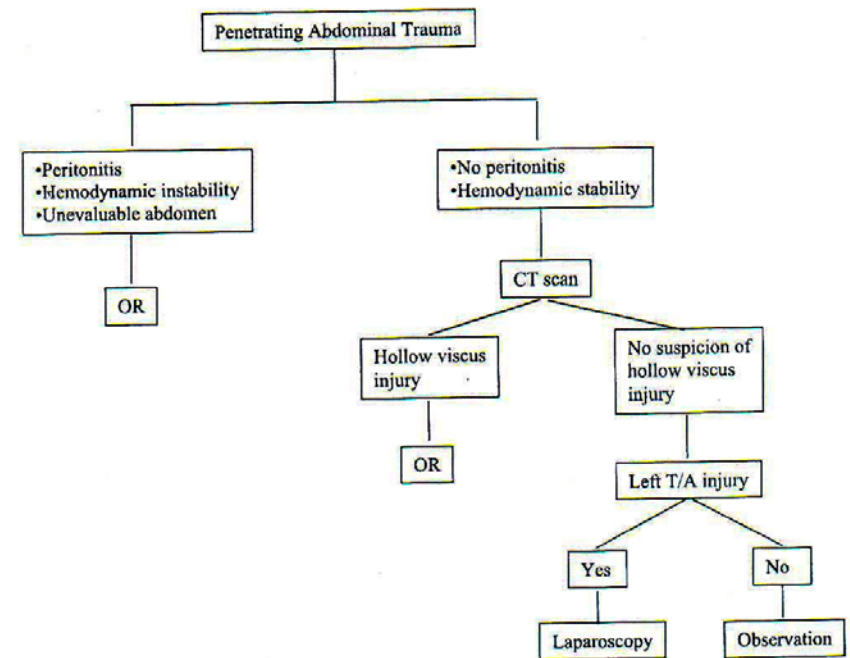 Penetrating Abdominal Trauma
•Peritonitis
•Hemodynamic instability
•Unevaluable abdomen
•No peritonitis
•Hemodynamic stability
OR
CT scan
Hollow viscus
injury
No suspicion of
hollow viscus
injury
OR
Left T/A injury
Yes
No
Laparoscopy
Observation